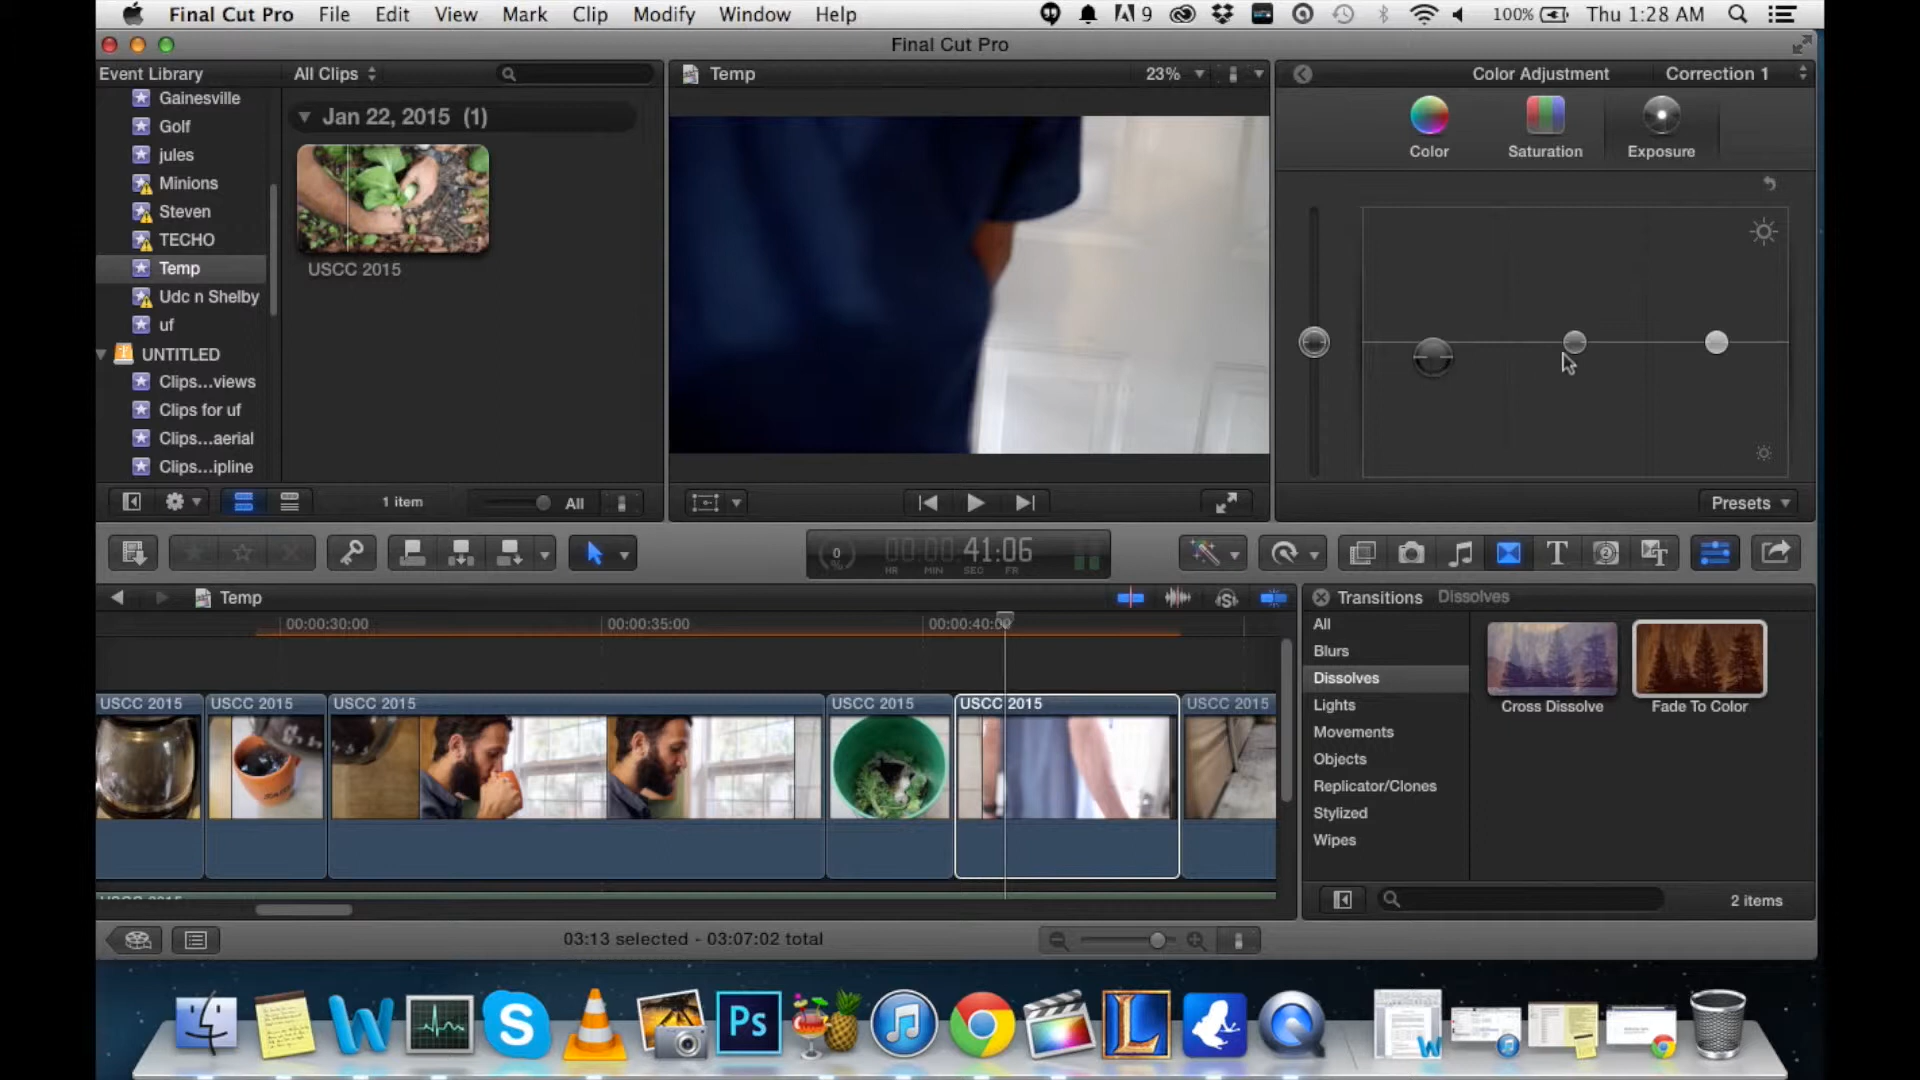 Final Cut Pro File Edit View Mark Clip Modify Window Help 9 100% Thu 1:28 AM
Final Cut Pro
Event Library All Clips Temp 23% Color Adjustment Correction 1
Gainesville
Golf
jules
Minions
Steven
TECHO
Temp
Udc n Shelby
uf
UNTITLED
Clips...views
Clips for uf
Clips...aerial
Clips...ipline
Jan 22, 2015 (1)
USCC 2015
Color Saturation Exposure
1 item All Presets
0 % 00:00:41:06
HR MIN SEC FR
Temp
00:00:30:00 00:00:35:00 00:00:40:00
USCC 2015 USCC 2015 USCC 2015 USCC 2015 USCC 2015 USCC 2015
USCC 2015
Transitions Dissolves
All
Blurs
Dissolves
Lights
Movements
Objects
Replicator/Clones
Stylized
Wipes
Cross Dissolve Fade To Color
2 items
03:13 selected - 03:07:02 total
W S Ps L W